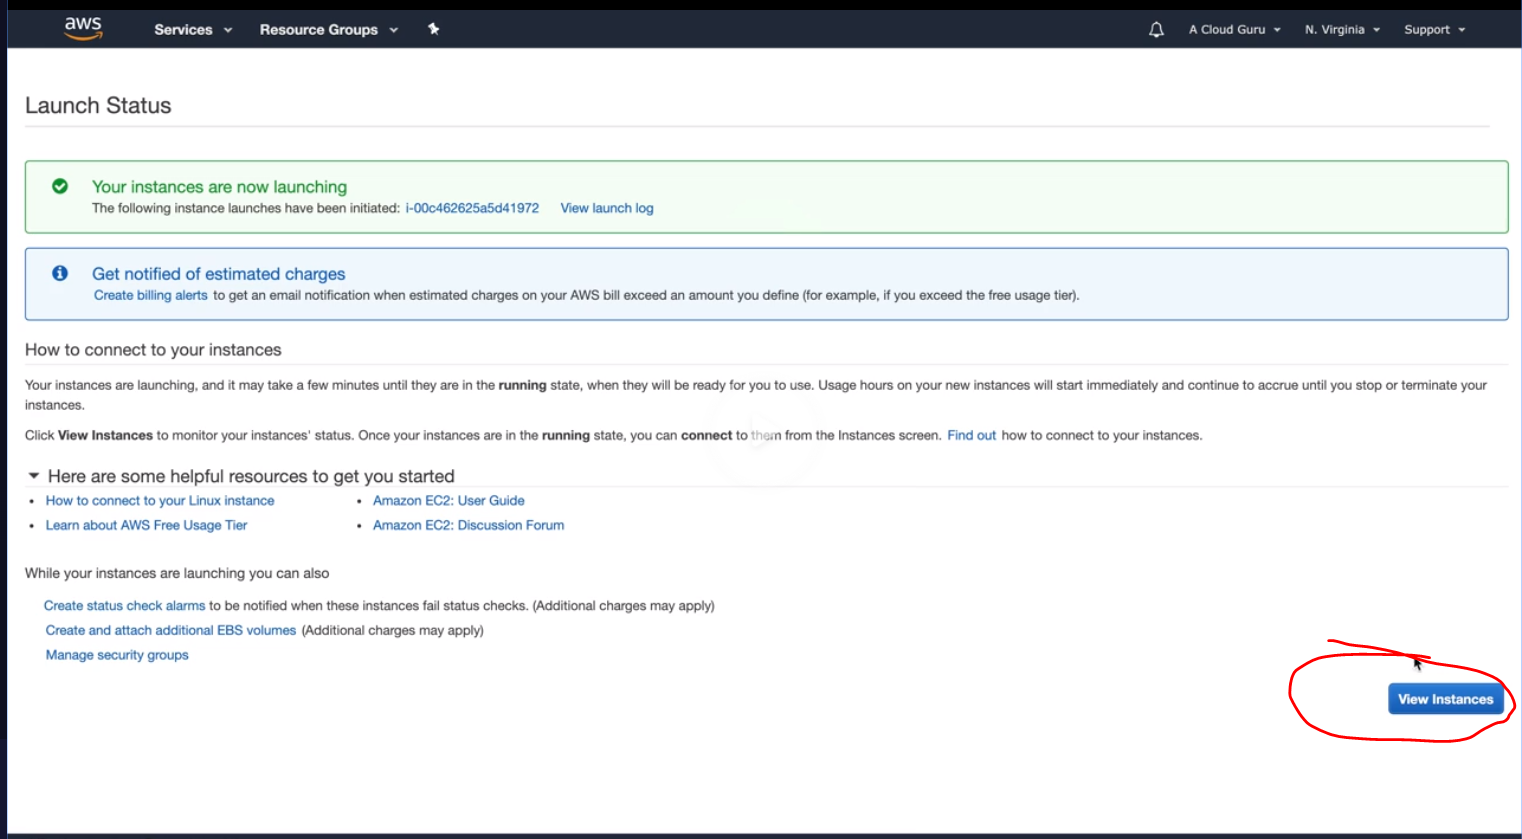 aws Services Resource Groups A Cloud Guru N. Virginia Support
Launch Status
Your instances are now launching
The following instance launches have been initiated: i-00c462625a5d41972 View launch log
Get notified of estimated charges
Create billing alerts to get an email notification when estimated charges on your AWS bill exceed an amount you define (for example, if you exceed the free usage tier).
How to connect to your instances
Your instances are launching, and it may take a few minutes until they are in the running state, when they will be ready for you to use. Usage hours on your new instances will start immediately and continue to accrue until you stop or terminate your
instances.
Click View Instances to monitor your instances' status. Once your instances are in the running state, you can connect to them from the Instances screen. Find out how to connect to your instances.
Here are some helpful resources to get you started
• How to connect to your Linux instance • Amazon EC2: User Guide
• Learn about AWS Free Usage Tier • Amazon EC2: Discussion Forum
While your instances are launching you can also
Create status check alarms to be notified when these instances fail status checks. (Additional charges may apply)
Create and attach additional EBS volumes (Additional charges may apply)
Manage security groups
View Instances